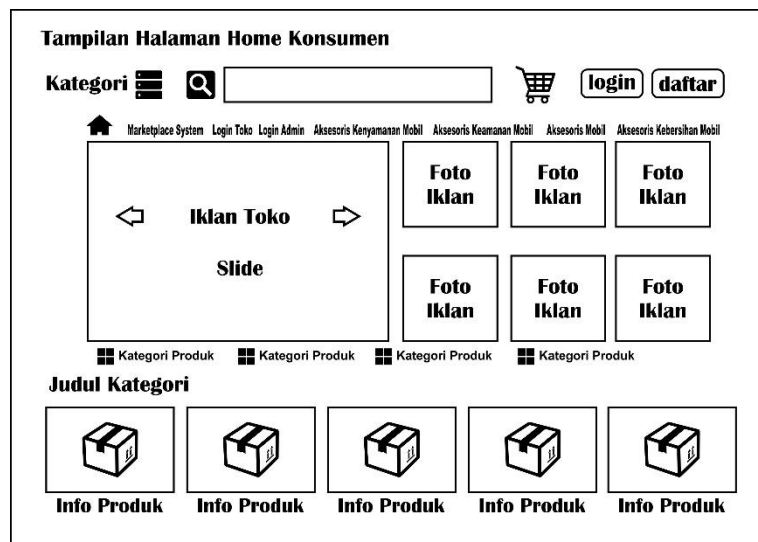 Tampilan Halaman Home Konsumen
Kategori login daftar
Marketplace System Login Toko Login Admin Aksesoris Kenyamanan Mobil Aksesoris Keamanan Mobil Aksesoris Mobil Aksesoris Kebersihan Mobil
Iklan Toko
Slide
Foto
Iklan
Foto
Iklan
Foto
Iklan
Foto
Iklan
Foto
Iklan
Foto
Iklan
Kategori Produk Kategori Produk Kategori Produk Kategori Produk
Judul Kategori
Info Produk Info Produk Info Produk Info Produk Info Produk